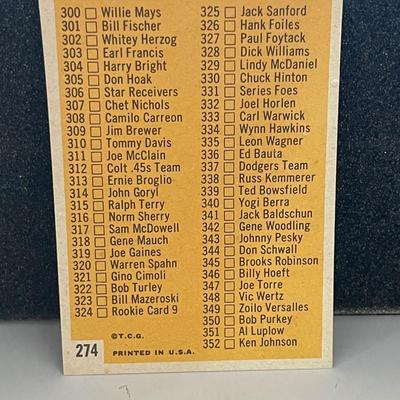 300 Willie Mays
301 Bill Fischer
302 Whitey Herzog
303 Earl Francis
304 Harry Bright
305 Don Hoak
306 Star Receivers
307 Chet Nichols
308 Camilo Carreon
309 Jim Brewer
310 Tommy Davis
311 Joe McClain
312 Colt .45s Team
313 Ernie Broglio
314 John Goryl
315 Ralph Terry
316 Norm Sherry
317 Sam McDowell
318 Gene Mauch
319 Joe Gaines
320 Warren Spahn
321 Gino Cimoli
322 Bob Turley
323 Bill Mazeroski
324 Rookie Card 9
©T.C.G.
274 PRINTED IN U.S.A.
325 Jack Sanford
326 Hank Foiles
327 Paul Foytack
328 Dick Williams
329 Lindy McDaniel
330 Chuck Hinton
331 Series Foes
332 Joel Horlen
333 Carl Warwick
334 Wynn Hawkins
335 Leon Wagner
336 Ed Bauta
337 Dodgers Team
338 Russ Kemmerer
339 Ted Bowsfield
340 Yogi Berra
341 Jack Baldschun
342 Gene Woodling
343 Johnny Pesky
344 Don Schwall
345 Brooks Robinson
346 Billy Hoeft
347 Joe Torre
348 Vic Wertz
349 Zoilo Versalles
350 Bob Purkey
351 Al Luplow
352 Ken Johnson